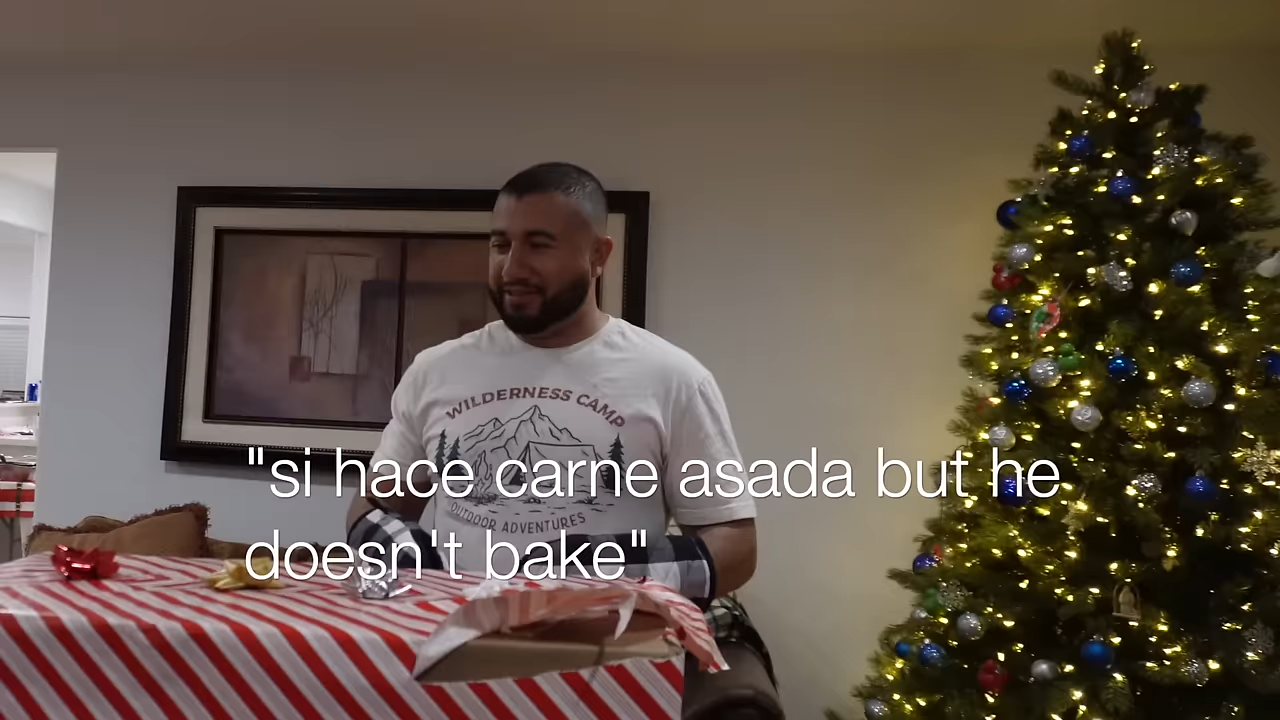 WILDERNESS CAMP
OUTDOOR ADVENTURES
"si hace carne asada but he
doesn't bake"